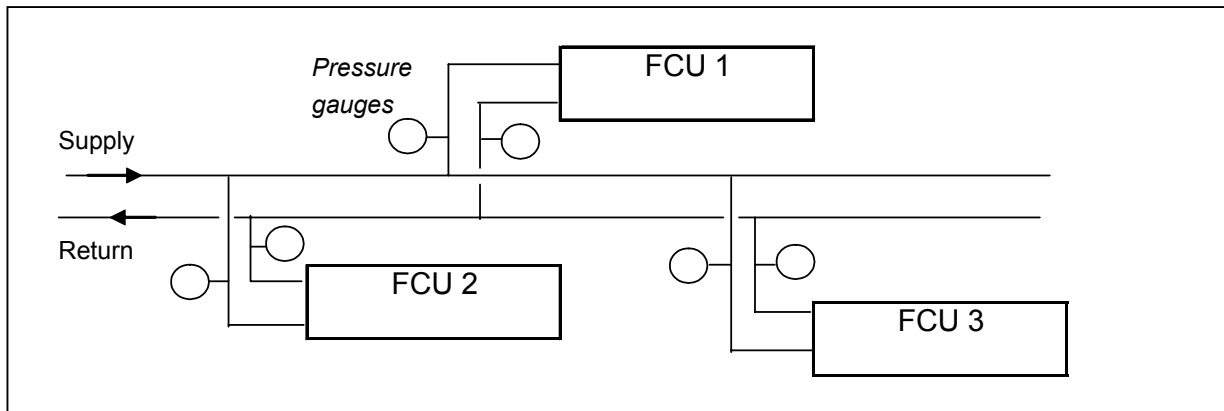 FCU 1
Pressure
gauges
Supply
Return
FCU 2
FCU 3